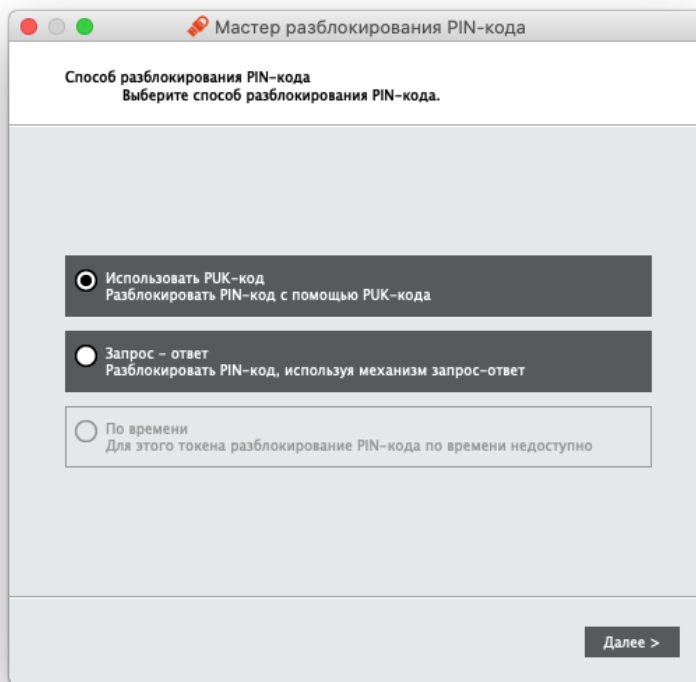 Мастер разблокирования PIN-кода
Способ разблокирования PIN-кода
Выберите способ разблокирования PIN-кода.
Использовать PUK-код
Разблокировать PIN-код с помощью PUK-кода
Запрос - ответ
Разблокировать PIN-код, используя механизм запрос-ответ
По времени
Для этого токена разблокирование PIN-кода по времени недоступно
Далее >